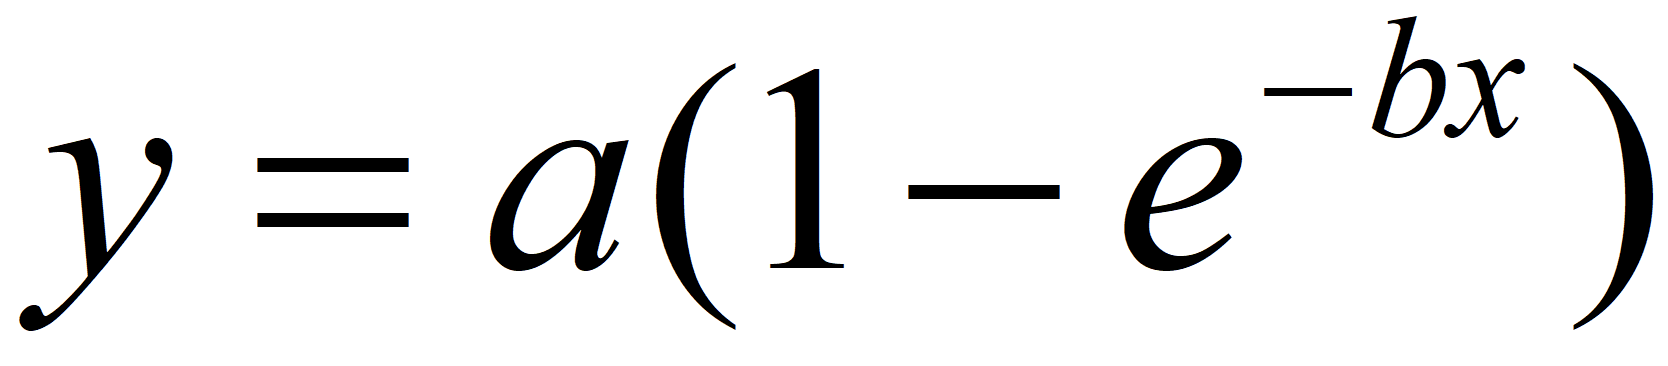 y = a(1 − e^{−bx})